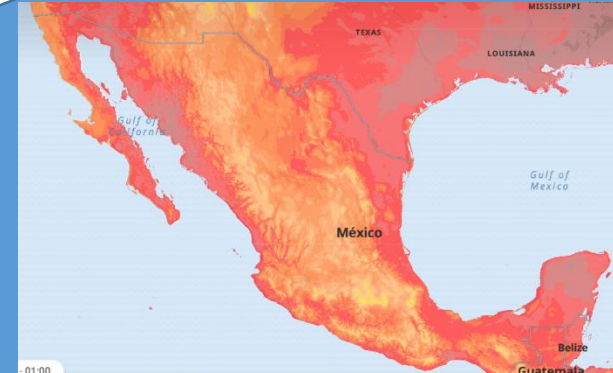 MISSISSIPPI
TEXAS
LOUISIANA
Gulf of
California
Gulf of
Mexico
México
Belize
Guatemala
- 01:00